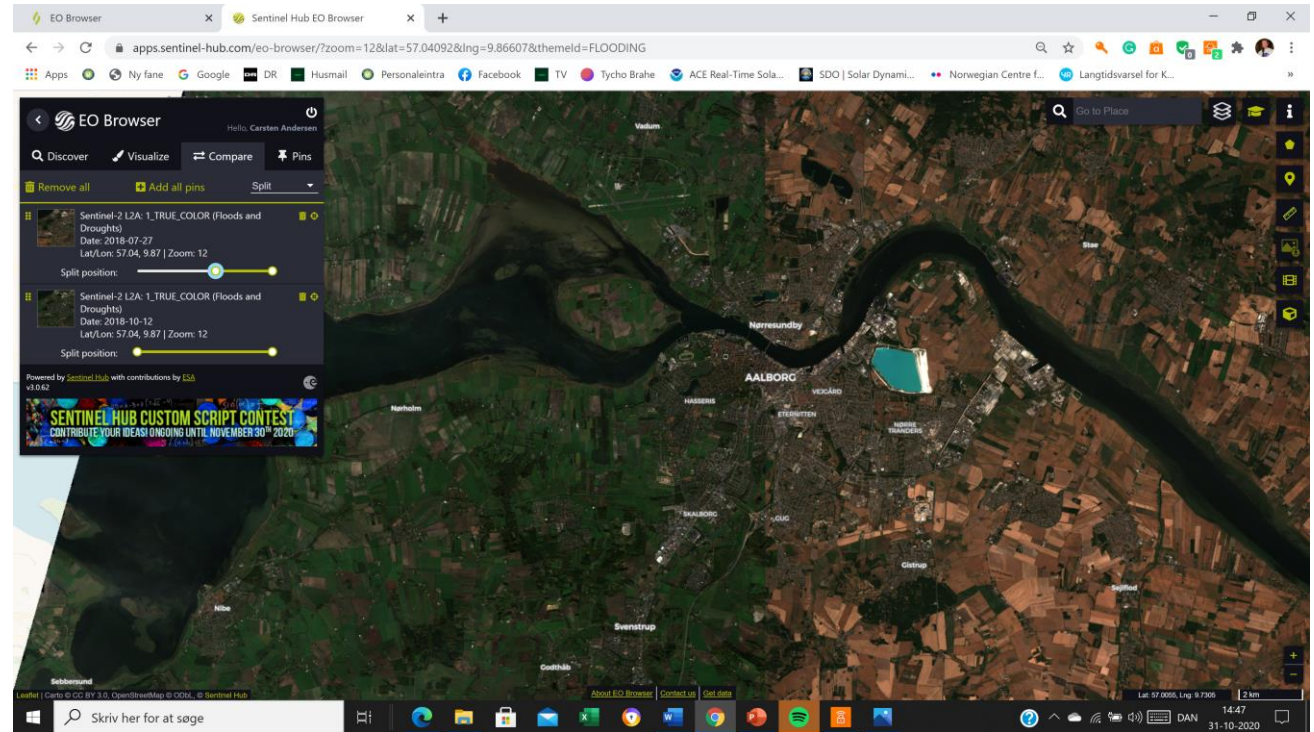 EO Browser
Sentinel Hub EO Browser
apps.sentinel-hub.com/eo-browser/?zoom=12&lat=57.04092&lng=9.86607&themeId=FLOODING
Apps Ny fane Google DR Husmail Personaleintra Facebook TV Tycho Brahe ACE Real-Time Sola... SDO | Solar Dynami... Norwegian Centre f... Langtidsvarsel for K...
EO Browser
Hello, Carsten Andersen
Discover Visualize Compare Pins
Remove all Add all pins Split
Sentinel-2 L2A: 1_TRUE_COLOR (Floods and
Droughts)
Date: 2018-07-27
Lat/Lon: 57.04, 9.87 | Zoom: 12
Split position:
Sentinel-2 L2A: 1_TRUE_COLOR (Floods and
Droughts)
Date: 2018-10-12
Lat/Lon: 57.04, 9.87 | Zoom: 12
Split position:
Powered by Sentinel Hub with contributions by ESA
v3.0.62
SENTINEL HUB CUSTOM SCRIPT CONTEST
CONTRIBUTE YOUR IDEAS! ONGOING UNTIL NOVEMBER 30TH 2020
Go to Place
Vadum
Stae
Nørresundby
AALBORG
VEJGÅRD
HASSERIS
ETERNITTEN
Nørholm
NØRRE
TRANDERS
SKALBORG
GUG
Gistrup
Sejlflod
Nibe
Svenstrup
Godthåb
Sebbersund
Leaflet | Carto © CC BY 3.0, OpenStreetMap © ODbL, © Sentinel Hub
About EO Browser Contact us Get data
Lat: 57.0055, Lng: 9.7305
2 km
Skriv her for at søge
DAN
14:47
31-10-2020